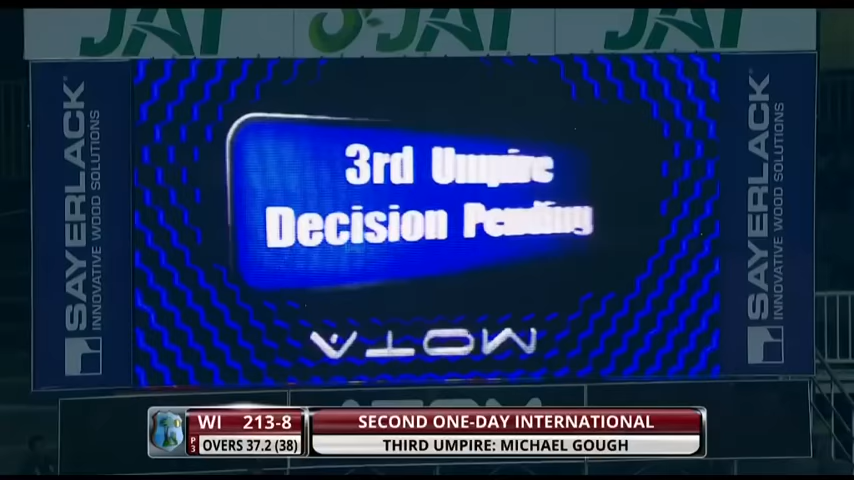 JAT
JAT
JAT
SAYERLACK®
INNOVATIVE WOOD SOLUTIONS
3rd Umpire
Decision Pending
SAYERLACK®
INNOVATIVE WOOD SOLUTIONS
WI 213-8
P3 OVERS 37.2 (38)
SECOND ONE-DAY INTERNATIONAL
THIRD UMPIRE: MICHAEL GOUGH